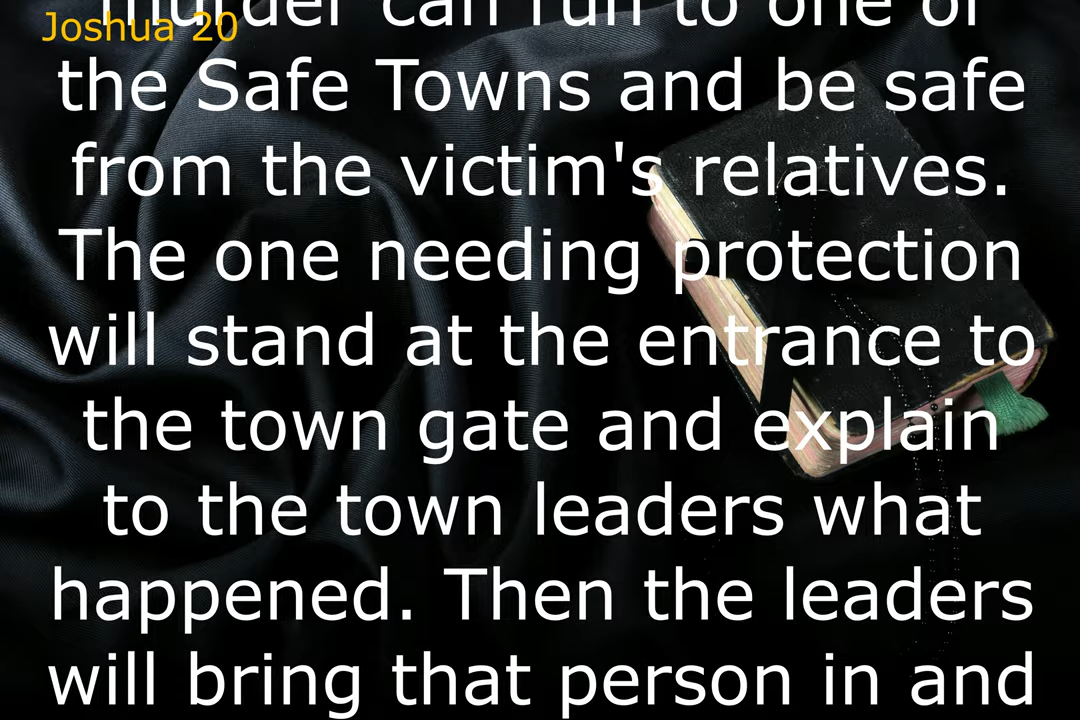 Joshua 20
murder can run to one of
the Safe Towns and be safe
from the victim's relatives.
The one needing protection
will stand at the entrance to
the town gate and explain
to the town leaders what
happened. Then the leaders
will bring that person in and